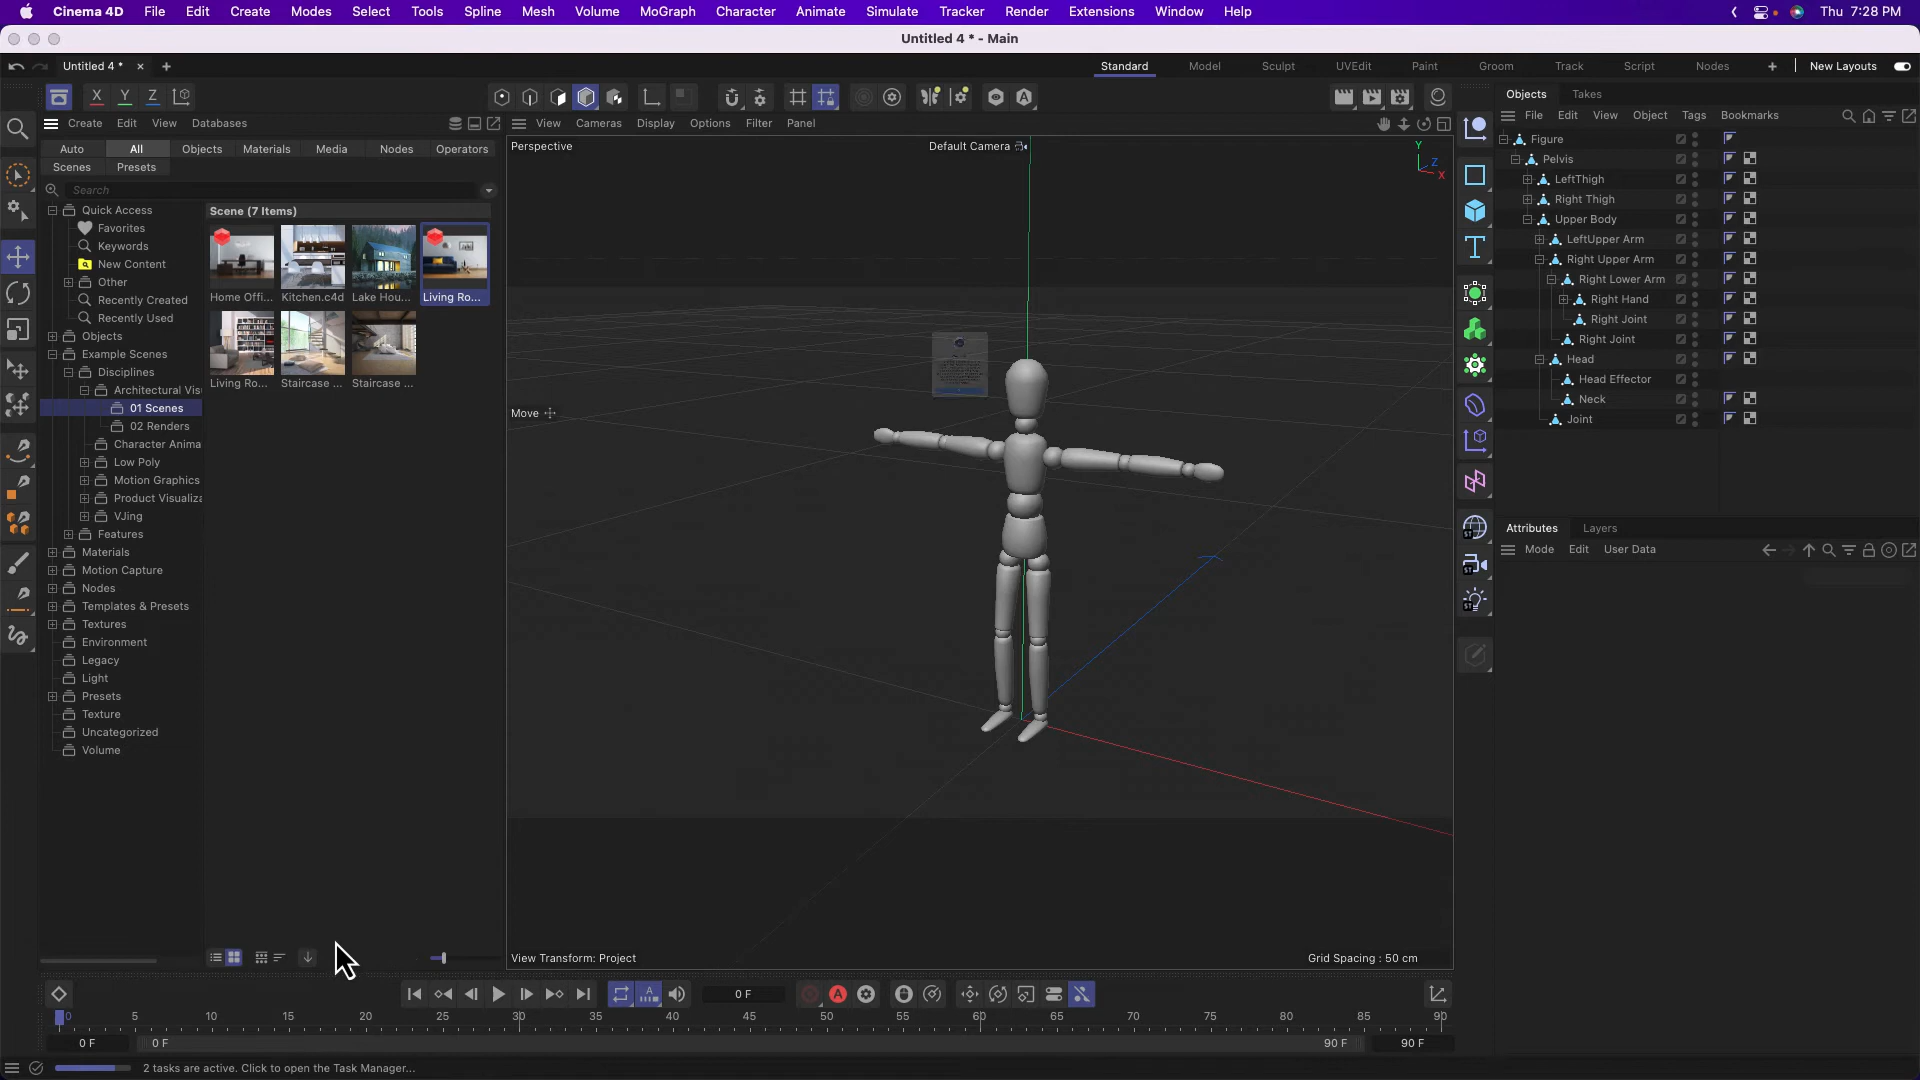 Cinema 4D File Edit Create Modes Select Tools Spline Mesh Volume MoGraph Character Animate Simulate Tracker Render Extensions Window Help Thu 7:28 PM
Untitled 4 * - Main
Untitled 4 * Standard Model Sculpt UVEdit Paint Groom Track Script Nodes New Layouts
X Y Z
Objects Takes
Create Edit View Databases
View Cameras Display Options Filter Panel
File Edit View Object Tags Bookmarks
Auto All Objects Materials Media Nodes Operators
Scenes Presets
Search
Quick Access
Favorites
Keywords
New Content
Other
Recently Created
Recently Used
Objects
Example Scenes
Disciplines
Architectural Vis
01 Scenes
02 Renders
Character Anima
Low Poly
Motion Graphics
Product Visualiza
VJing
Features
Materials
Motion Capture
Nodes
Templates & Presets
Textures
Environment
Legacy
Light
Presets
Texture
Uncategorized
Volume
Scene (7 Items)
Home Offi... Kitchen.c4d Lake Hou... Living Ro...
Living Ro... Staircase ... Staircase ...
Perspective Default Camera
Y
Z
X
Move
View Transform: Project Grid Spacing : 50 cm
Figure
Pelvis
LeftThigh
Right Thigh
Upper Body
LeftUpper Arm
Right Upper Arm
Right Lower Arm
Right Hand
Right Joint
Right Joint
Head
Head Effector
Neck
Joint
Attributes Layers
Mode Edit User Data
0 F
0 5 10 15 20 25 30 35 40 45 50 55 60 65 70 75 80 85 90
0 F 0 F 90 F 90 F
2 tasks are active. Click to open the Task Manager...